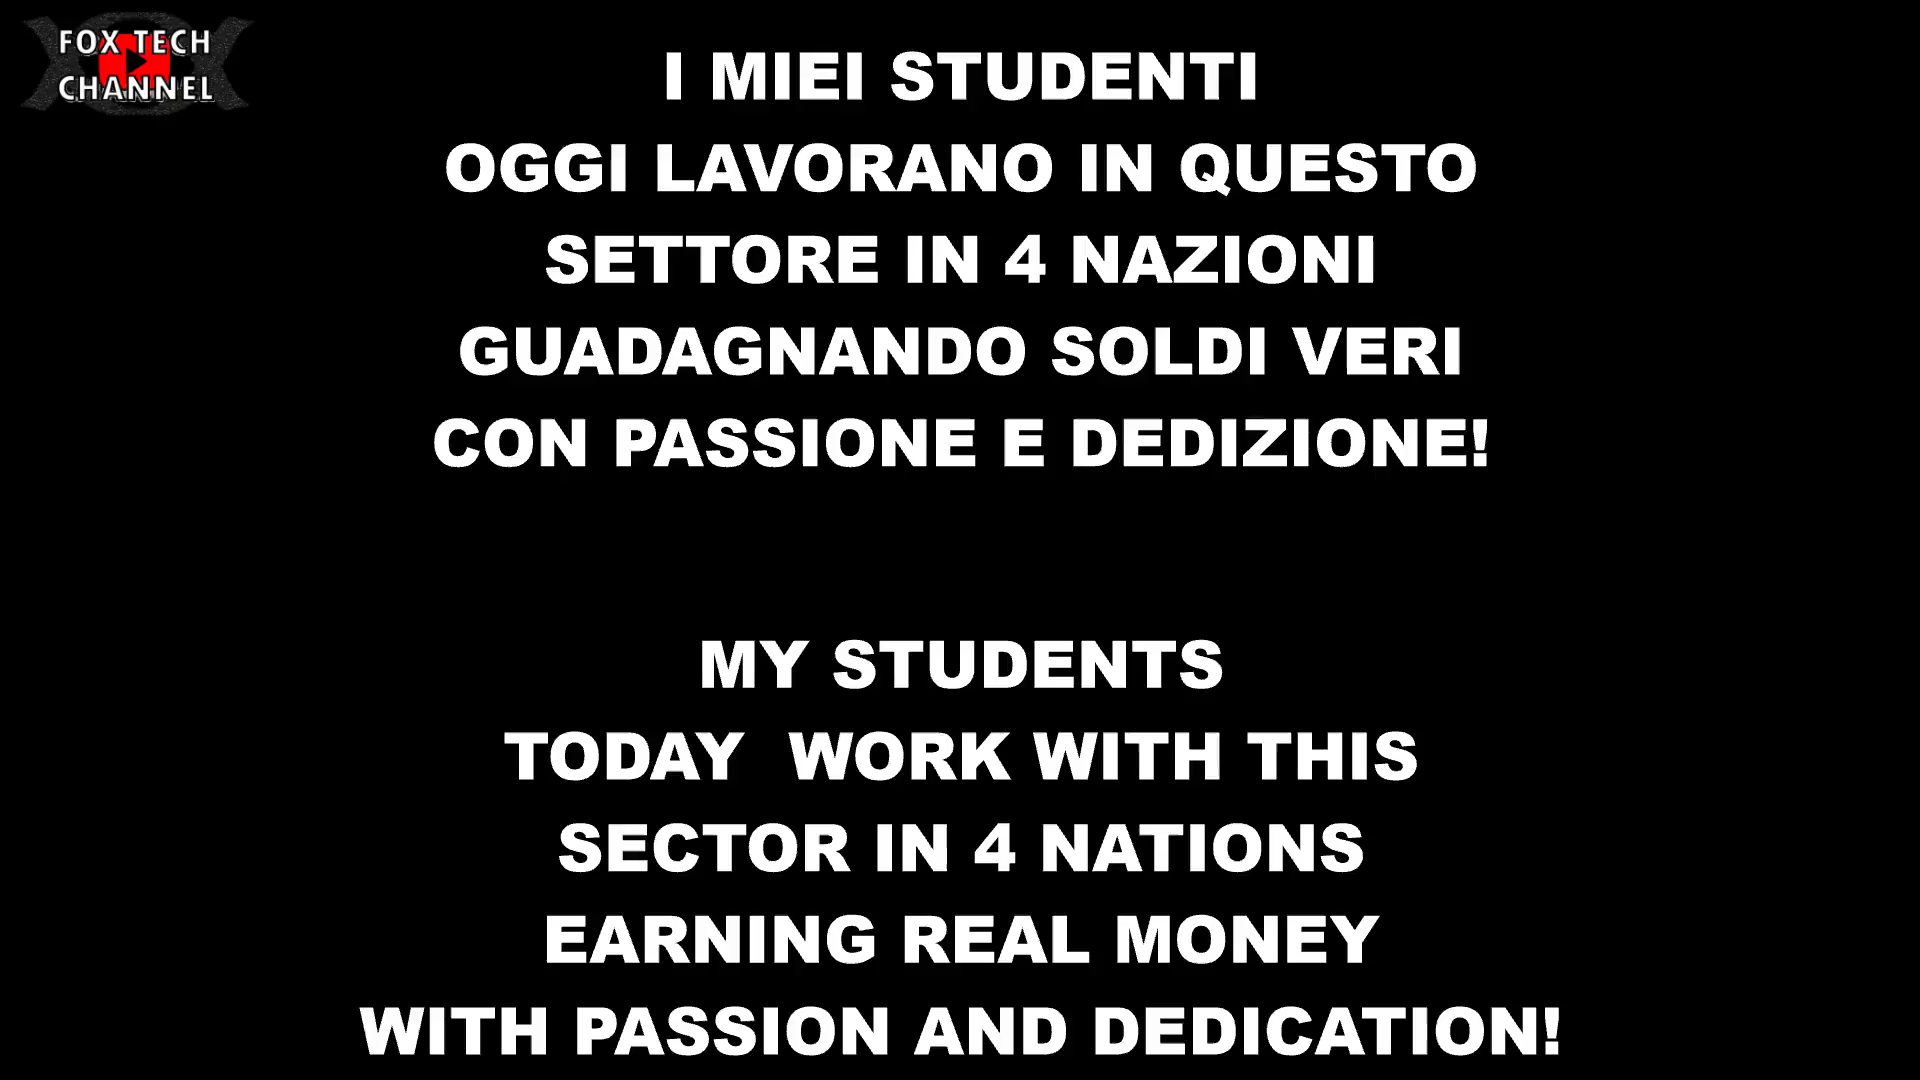 FOX TECH
CHANNEL
I MIEI STUDENTI
OGGI LAVORANO IN QUESTO
SETTORE IN 4 NAZIONI
GUADAGNANDO SOLDI VERI
CON PASSIONE E DEDIZIONE!
MY STUDENTS
TODAY  WORK WITH THIS
SECTOR IN 4 NATIONS
EARNING REAL MONEY
WITH PASSION AND DEDICATION!